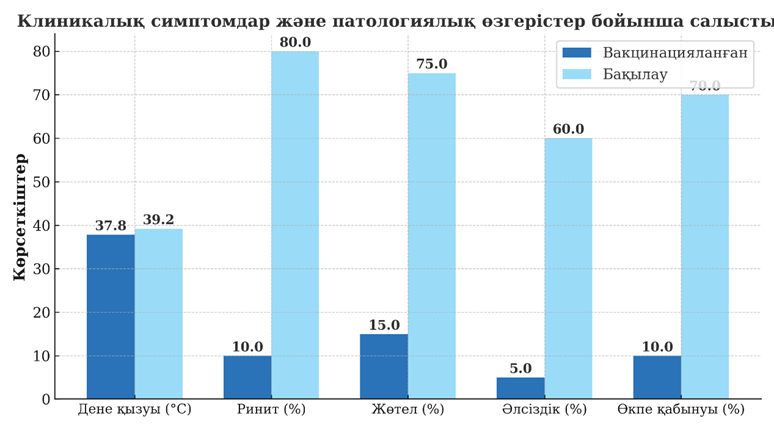 Клиникалық симптомдар және патологиялық өзгерістер бойынша салысты
Вакцинацияланған
Бақылау
Көрсеткіштер
80
70
60
50
40
30
20
10
0
37.8
39.2
10.0
80.0
15.0
75.0
5.0
60.0
10.0
70.0
Дене қызуы (°C)
Ринит (%)
Жөтел (%)
Әлсіздік (%)
Өкпе қабынуы (%)